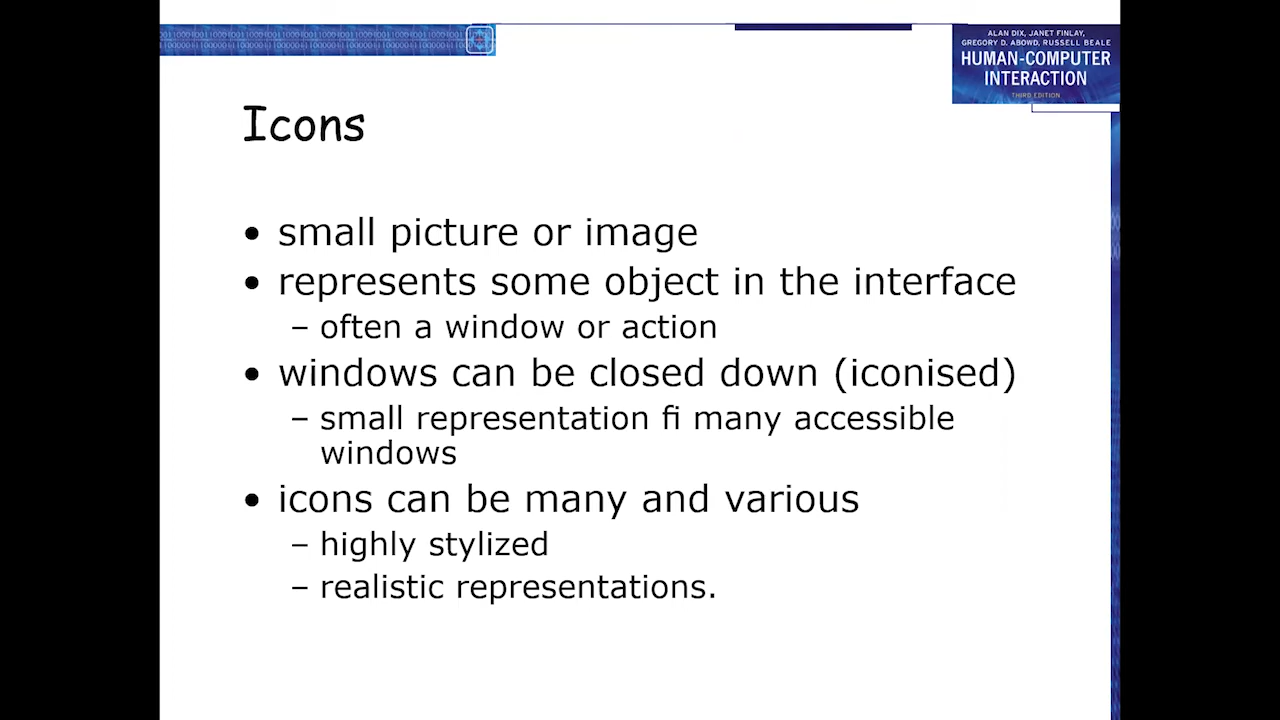 ALAN DIX, JANET FINLAY,
GREGORY D. ABOWD, RUSSELL BEALE
HUMAN-COMPUTER
INTERACTION
THIRD EDITION
Icons
• small picture or image
• represents some object in the interface
– often a window or action
• windows can be closed down (iconised)
– small representation fi many accessible
windows
• icons can be many and various
– highly stylized
– realistic representations.